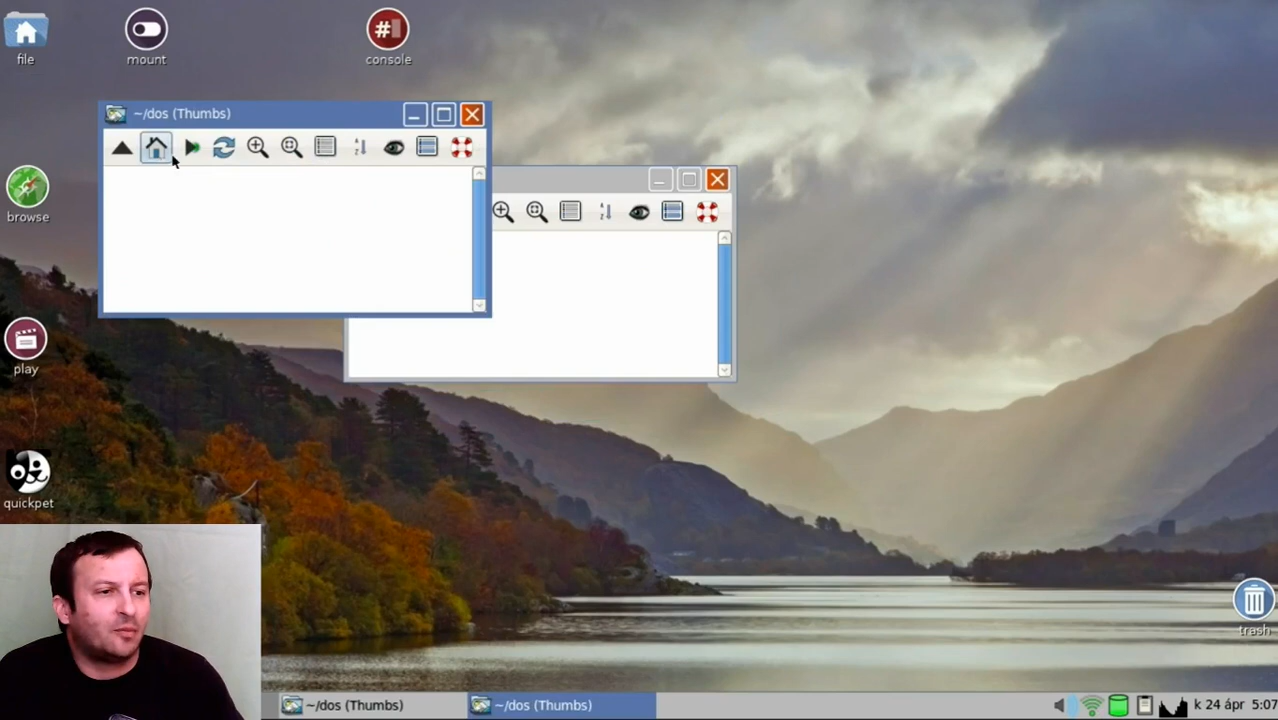 file
mount
console
~/dos (Thumbs)
browse
play
quickpet
trash
~/dos (Thumbs)
~/dos (Thumbs)
k 24 ápr 5:07